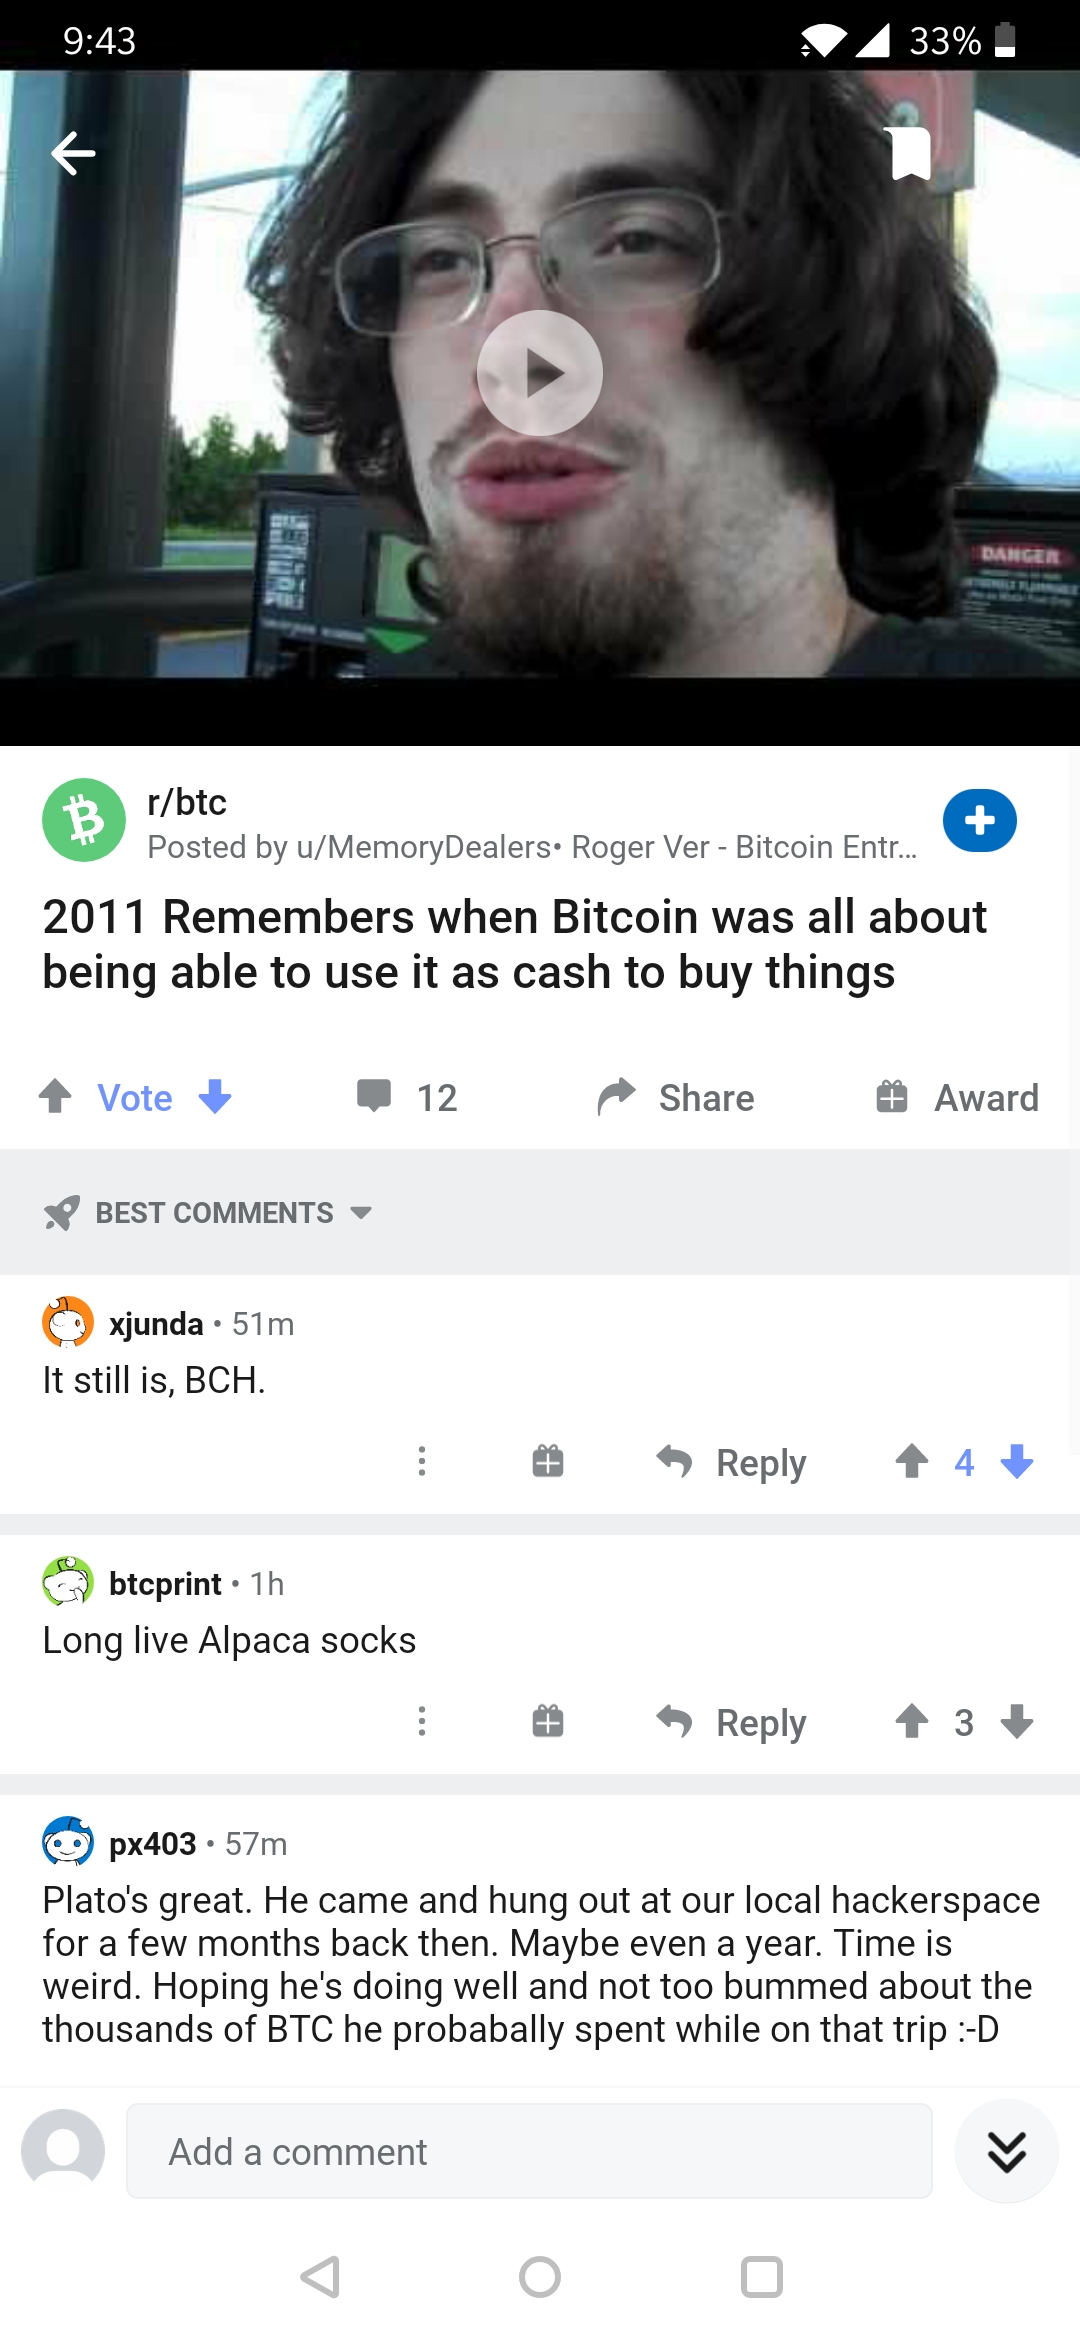 9:43
33%
DANGER
r/btc
Posted by u/MemoryDealers• Roger Ver - Bitcoin Entr...
2011 Remembers when Bitcoin was all about
being able to use it as cash to buy things
Vote
12
Share
Award
BEST COMMENTS
xjunda • 51m
It still is, BCH.
Reply
4
btcprint • 1h
Long live Alpaca socks
Reply
3
px403 • 57m
Plato's great. He came and hung out at our local hackerspace
for a few months back then. Maybe even a year. Time is
weird. Hoping he's doing well and not too bummed about the
thousands of BTC he probabally spent while on that trip :-D
Add a comment